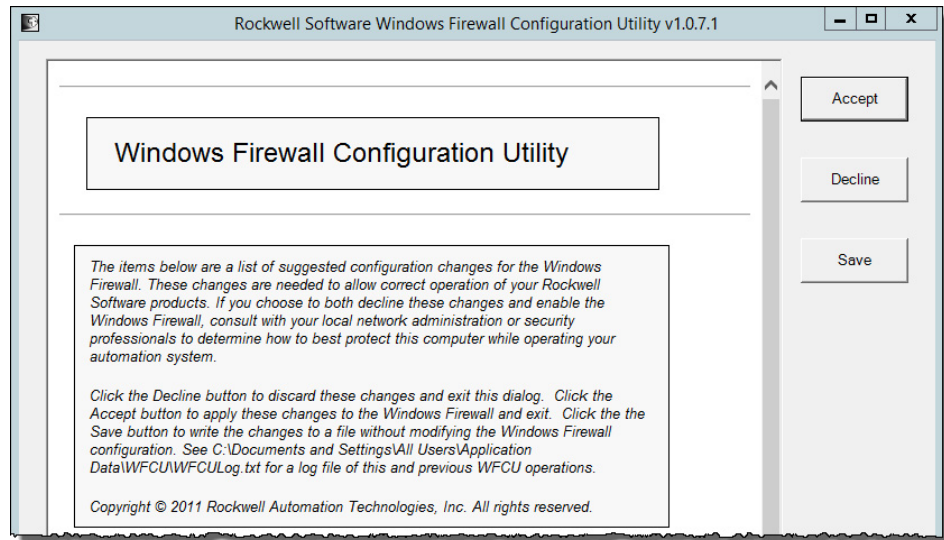 Rockwell Software Windows Firewall Configuration Utility v1.0.7.1
Accept
Windows Firewall Configuration Utility
Decline
Save
The items below are a list of suggested configuration changes for the Windows
Firewall. These changes are needed to allow correct operation of your Rockwell
Software products. If you choose to both decline these changes and enable the
Windows Firewall, consult with your local network administration or security
professionals to determine how to best protect this computer while operating your
automation system.
Click the Decline button to discard these changes and exit this dialog.  Click the
Accept button to apply these changes to the Windows Firewall and exit.  Click the the
Save button to write the changes to a file without modifying the Windows Firewall
configuration. See C:\Documents and Settings\All Users\Application
Data\WFCU\WFCULog.txt for a log file of this and previous WFCU operations.
Copyright © 2011 Rockwell Automation Technologies, Inc. All rights reserved.